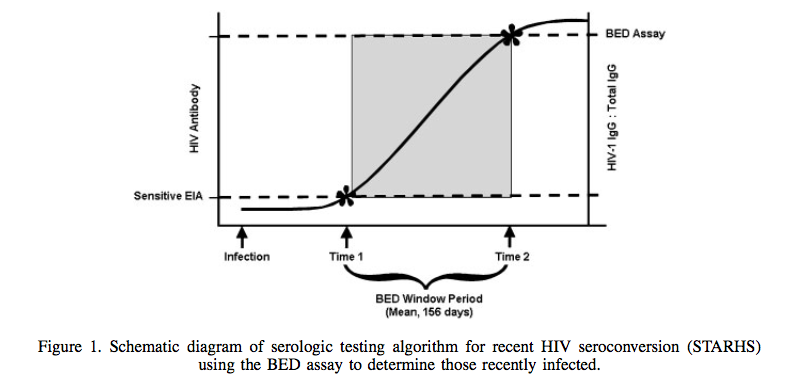 BED Assay
HIV Antibody
HIV-1 IgG : Total IgG
Sensitive EIA
Infection
Time 1
Time 2
BED Window Period
(Mean, 156 days)
Figure 1. Schematic diagram of serologic testing algorithm for recent HIV seroconversion (STARHS)
using the BED assay to determine those recently infected.